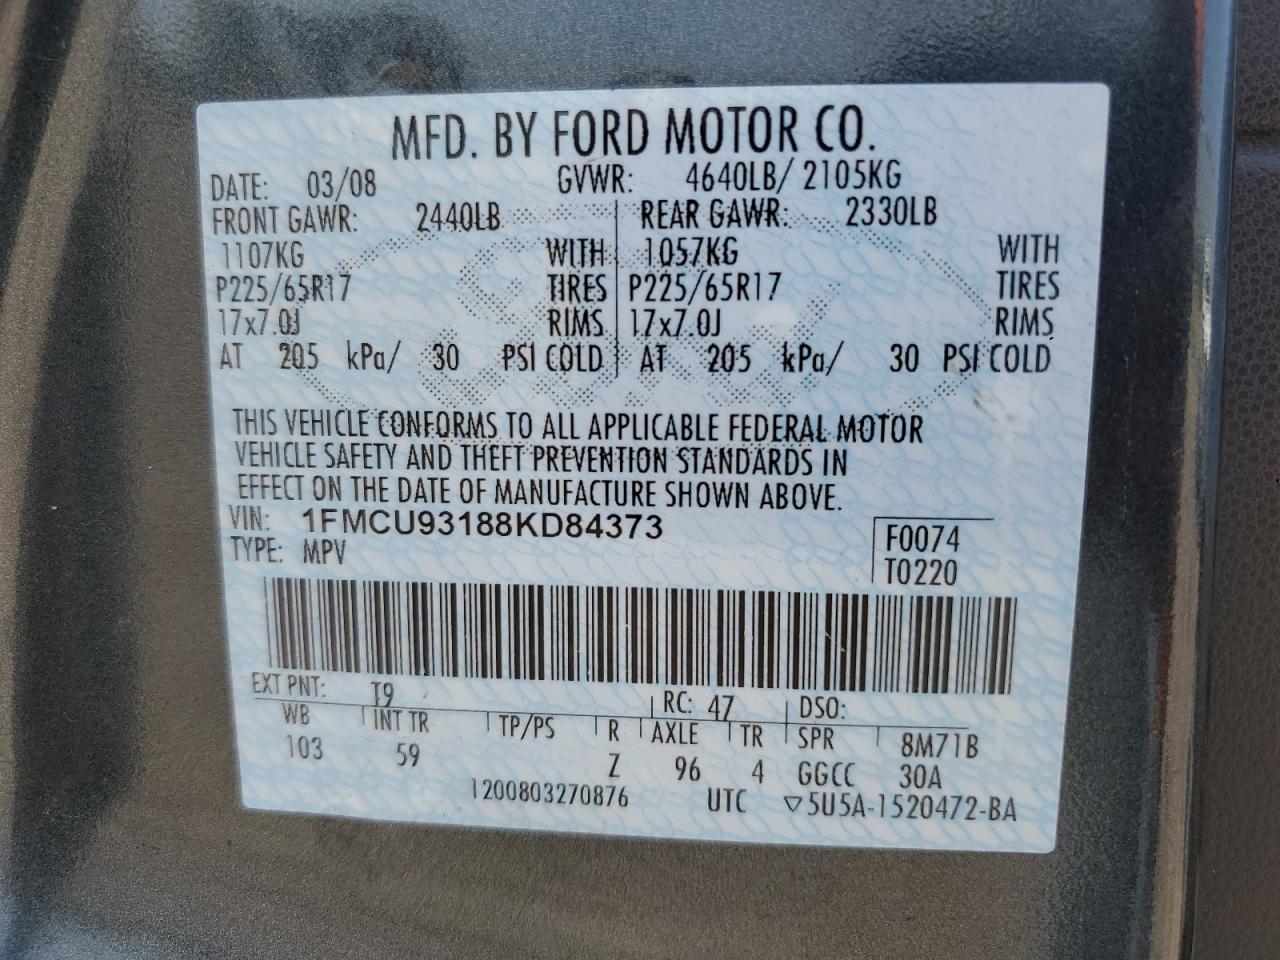 MFD. BY FORD MOTOR CO.
DATE: 03/08 GVWR: 4640LB/ 2105KG
FRONT GAWR: 2440LB REAR GAWR: 2330LB
1107KG WITH 1057KG WITH
P225/65R17 TIRES P225/65R17 TIRES
17x7.0J RIMS 17x7.0J RIMS
AT 205 kPa/ 30 PSI COLD AT 205 kPa/ 30 PSI COLD
THIS VEHICLE CONFORMS TO ALL APPLICABLE FEDERAL MOTOR
VEHICLE SAFETY AND THEFT PREVENTION STANDARDS IN
EFFECT ON THE DATE OF MANUFACTURE SHOWN ABOVE.
VIN: 1FMCU93188KD84373
TYPE: MPV
F0074
T0220
EXT PNT: T9 RC: 47 DSO:
WB INT TR TP/PS R AXLE TR SPR 8M71B
103 59 Z 96 4 GGCC 30A
1200803270876 UTC ▽5U5A-1520472-BA